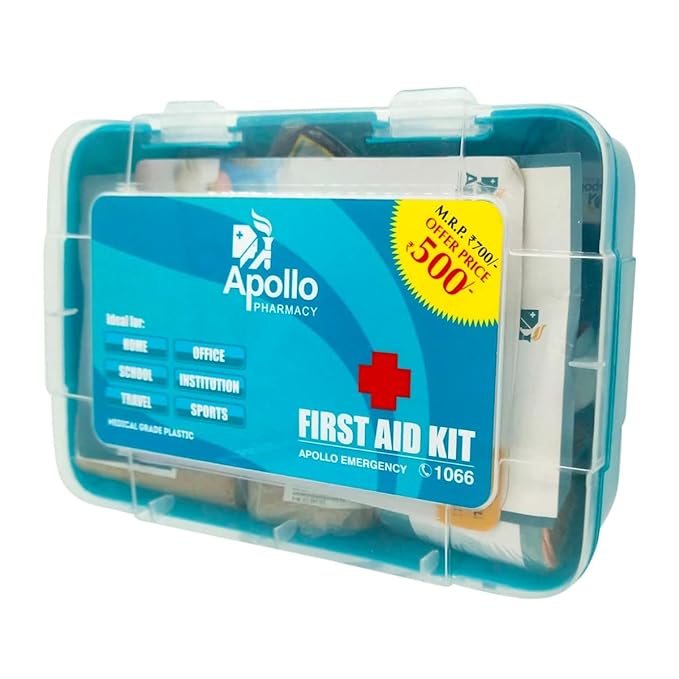 Apollo
PHARMACY
M.R.P. ₹700/-
OFFER PRICE
₹500/-
Ideal for:
HOME
OFFICE
SCHOOL
INSTITUTION
TRAVEL
SPORTS
MEDICAL GRADE PLASTIC
FIRST AID KIT
APOLLO EMERGENCY 1066